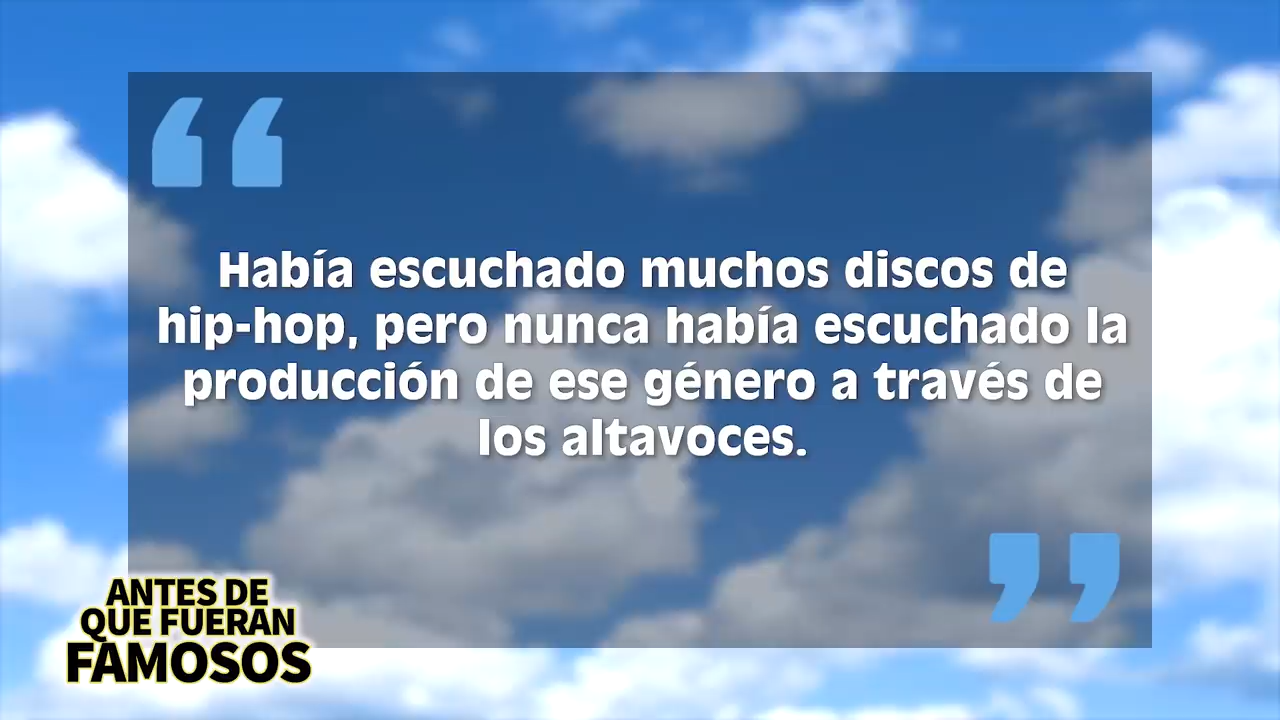 “
Había escuchado muchos discos de
hip-hop, pero nunca había escuchado la
producción de ese género a través de
los altavoces.
”
ANTES DE
QUE FUERAN
FAMOSOS